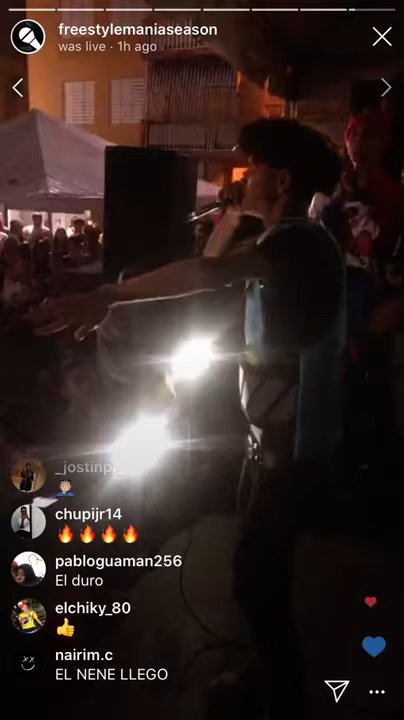 freestylemaniaseason
was live · 1h ago
chupijr14
🔥🔥🔥🔥
pabloguaman256
El duro
elchiky_80
👍
nairim.c
EL NENE LLEGO